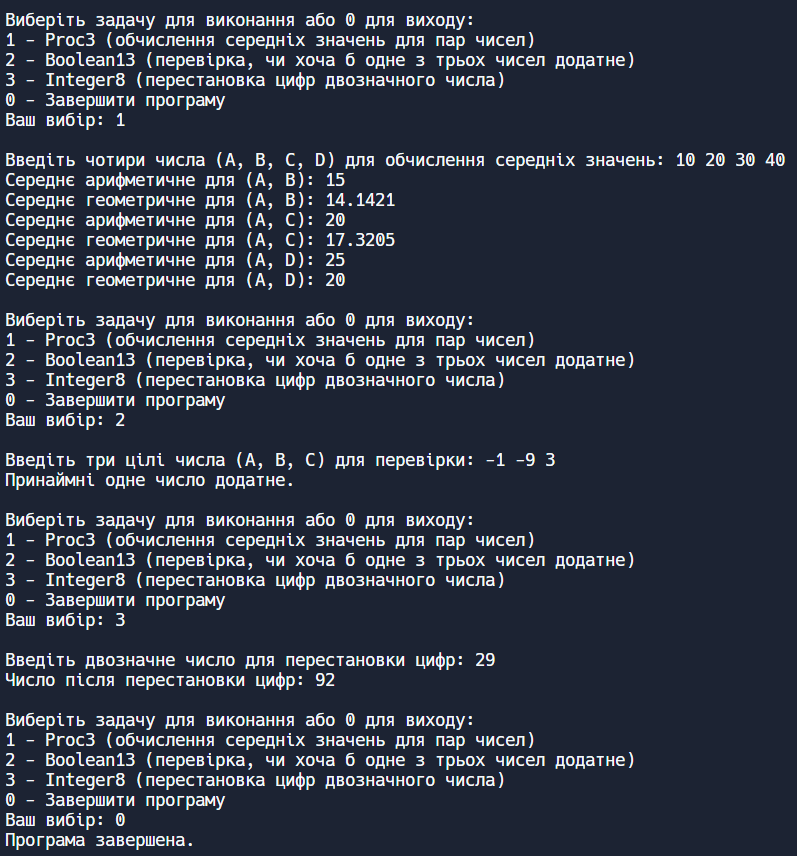 Виберіть задачу для виконання або 0 для виходу:
1 - Proc3 (обчислення середніх значень для пар чисел)
2 - Boolean13 (перевірка, чи хоча б одне з трьох чисел додатне)
3 - Integer8 (перестановка цифр двозначного числа)
0 - Завершити програму
Ваш вибір: 1
Введіть чотири числа (A, B, C, D) для обчислення середніх значень: 10 20 30 40
Середнє арифметичне для (A, B): 15
Середнє геометричне для (A, B): 14.1421
Середнє арифметичне для (A, C): 20
Середнє геометричне для (A, C): 17.3205
Середнє арифметичне для (A, D): 25
Середнє геометричне для (A, D): 20
Виберіть задачу для виконання або 0 для виходу:
1 - Proc3 (обчислення середніх значень для пар чисел)
2 - Boolean13 (перевірка, чи хоча б одне з трьох чисел додатне)
3 - Integer8 (перестановка цифр двозначного числа)
0 - Завершити програму
Ваш вибір: 2
Введіть три цілі числа (A, B, C) для перевірки: -1 -9 3
Принаймні одне число додатне.
Виберіть задачу для виконання або 0 для виходу:
1 - Proc3 (обчислення середніх значень для пар чисел)
2 - Boolean13 (перевірка, чи хоча б одне з трьох чисел додатне)
3 - Integer8 (перестановка цифр двозначного числа)
0 - Завершити програму
Ваш вибір: 3
Введіть двозначне число для перестановки цифр: 29
Число після перестановки цифр: 92
Виберіть задачу для виконання або 0 для виходу:
1 - Proc3 (обчислення середніх значень для пар чисел)
2 - Boolean13 (перевірка, чи хоча б одне з трьох чисел додатне)
3 - Integer8 (перестановка цифр двозначного числа)
0 - Завершити програму
Ваш вибір: 0
Програма завершена.